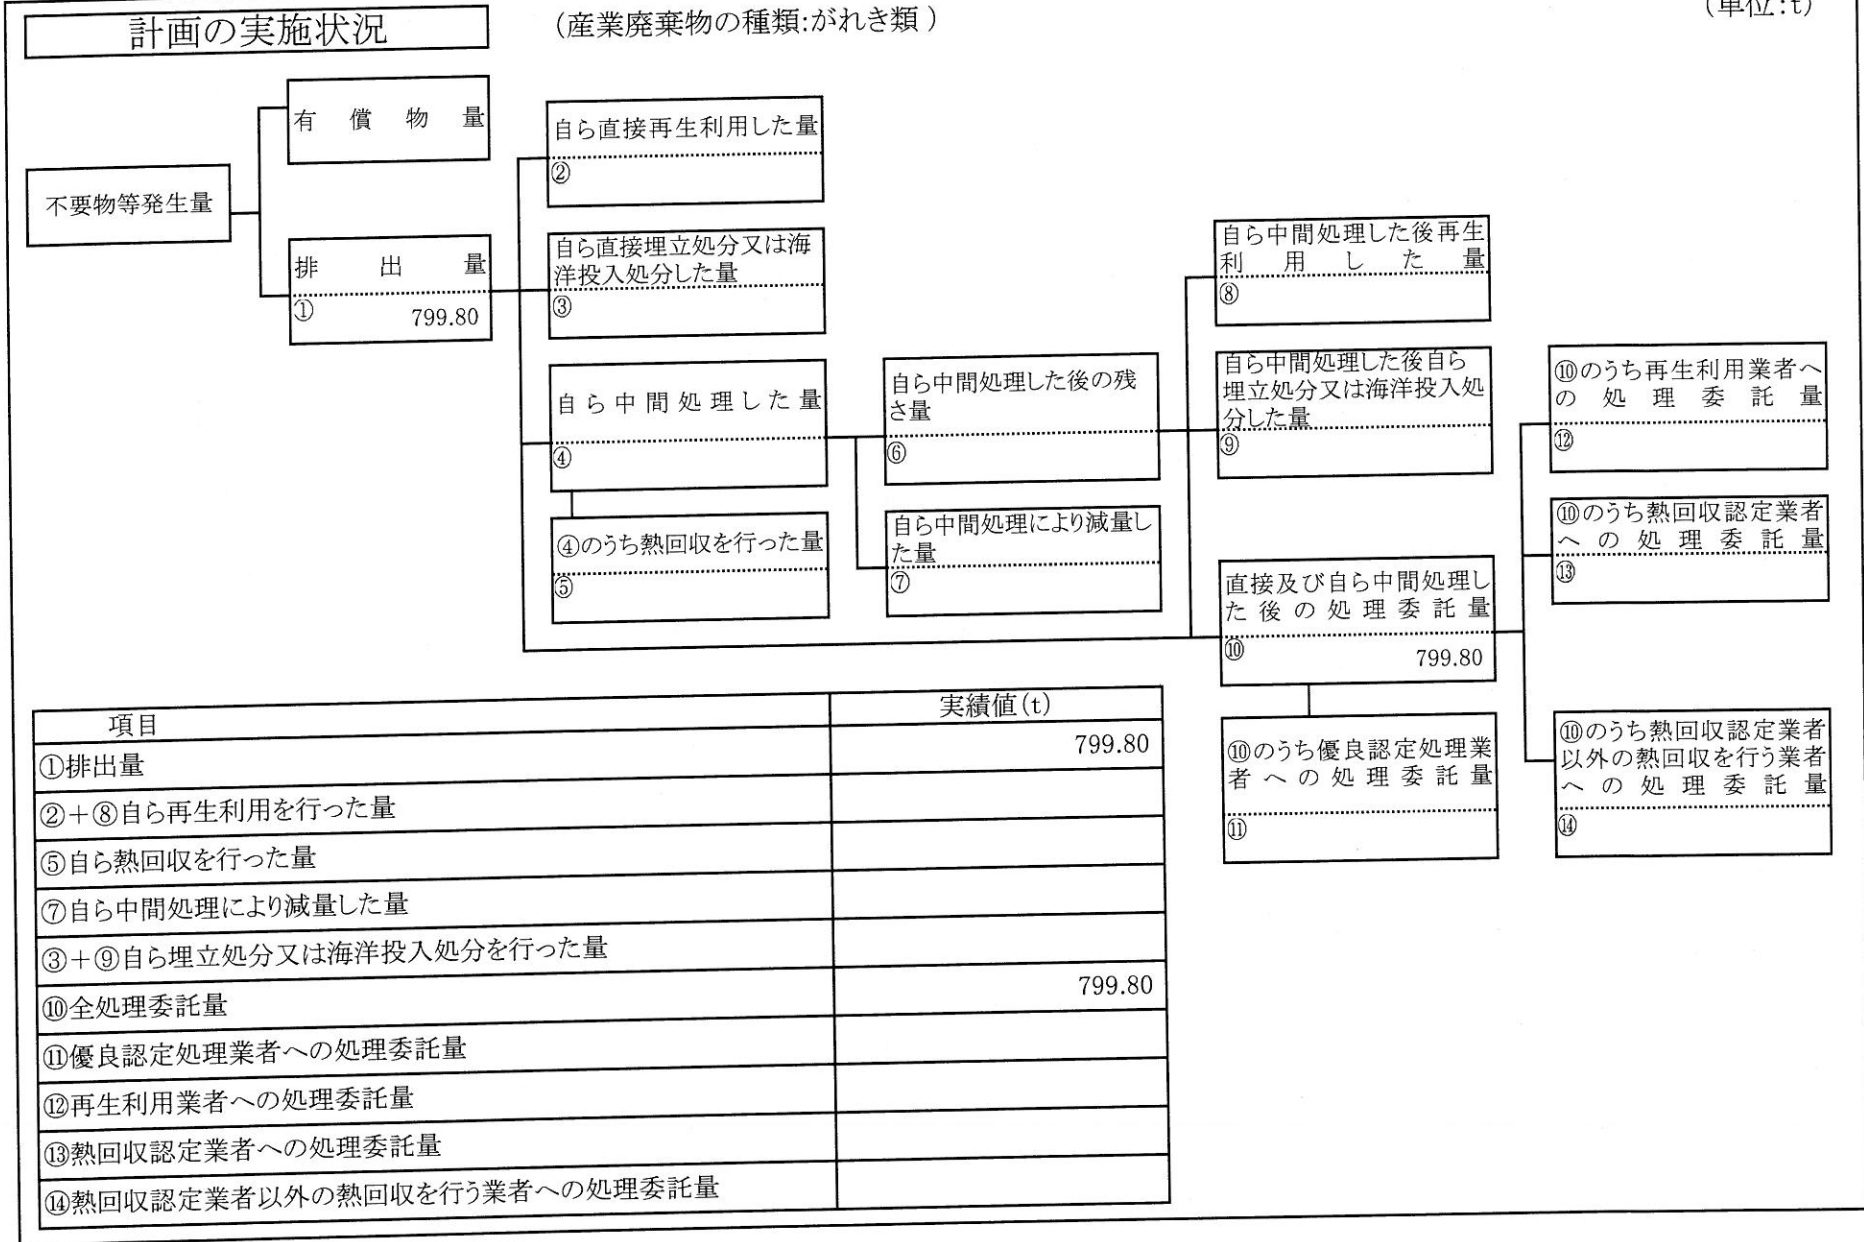 計画の実施状況
（産業廃棄物の種類:がれき類 ）
（単位:t）
不要物等発生量
有償物量
排出量
① 799.80
自ら直接再生利用した量
②
自ら直接埋立処分又は海
洋投入処分した量
③
自ら中間処理した量
④
④のうち熱回収を行った量
⑤
自ら中間処理した後の残
さ量
⑥
自ら中間処理により減量し
た量
⑦
自ら中間処理した後再生
利用した量
⑧
自ら中間処理した後自ら
埋立処分又は海洋投入処
分した量
⑨
直接及び自ら中間処理し
た後の処理委託量
⑩ 799.80
⑩のうち優良認定処理業
者への処理委託量
⑪
⑩のうち再生利用業者へ
の処理委託量
⑫
⑩のうち熱回収認定業者
への処理委託量
⑬
⑩のうち熱回収認定業者
以外の熱回収を行う業者
への処理委託量
⑭
項目 実績値(t)
①排出量 799.80
②＋⑧自ら再生利用を行った量
⑤自ら熱回収を行った量
⑦自ら中間処理により減量した量
③＋⑨自ら埋立処分又は海洋投入処分を行った量
⑩全処理委託量 799.80
⑪優良認定処理業者への処理委託量
⑫再生利用業者への処理委託量
⑬熱回収認定業者への処理委託量
⑭熱回収認定業者以外の熱回収を行う業者への処理委託量